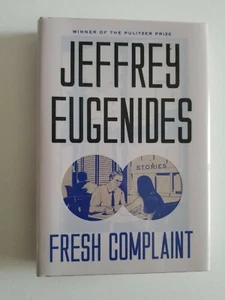 WINNER OF THE PULITZER PRIZE
JEFFREY
EUGENIDES
STORIES
FRESH COMPLAINT